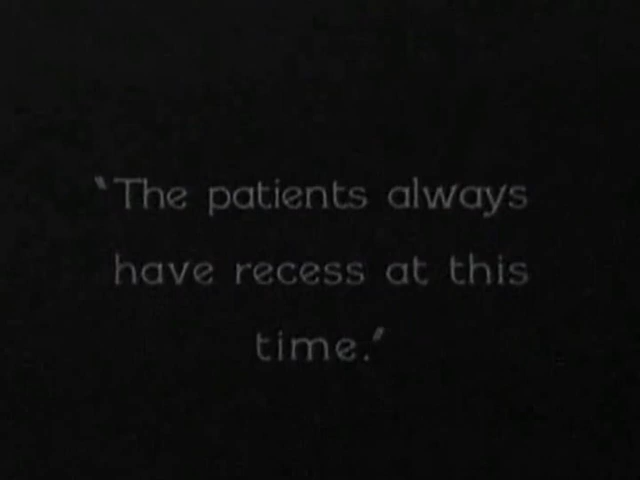 "The patients always
have recess at this
time."